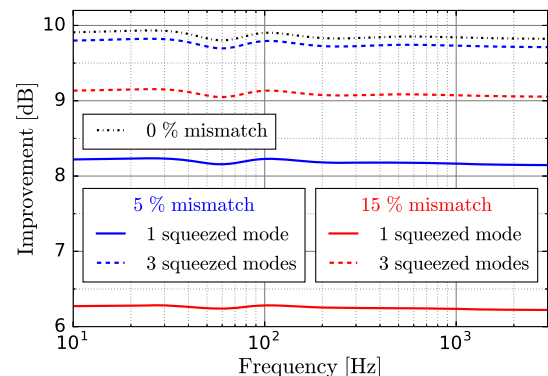 Improvement [dB]
10
9
8
7
6
0 % mismatch
5 % mismatch
1 squeezed mode
3 squeezed modes
15 % mismatch
1 squeezed mode
3 squeezed modes
10¹
10²
10³
Frequency [Hz]